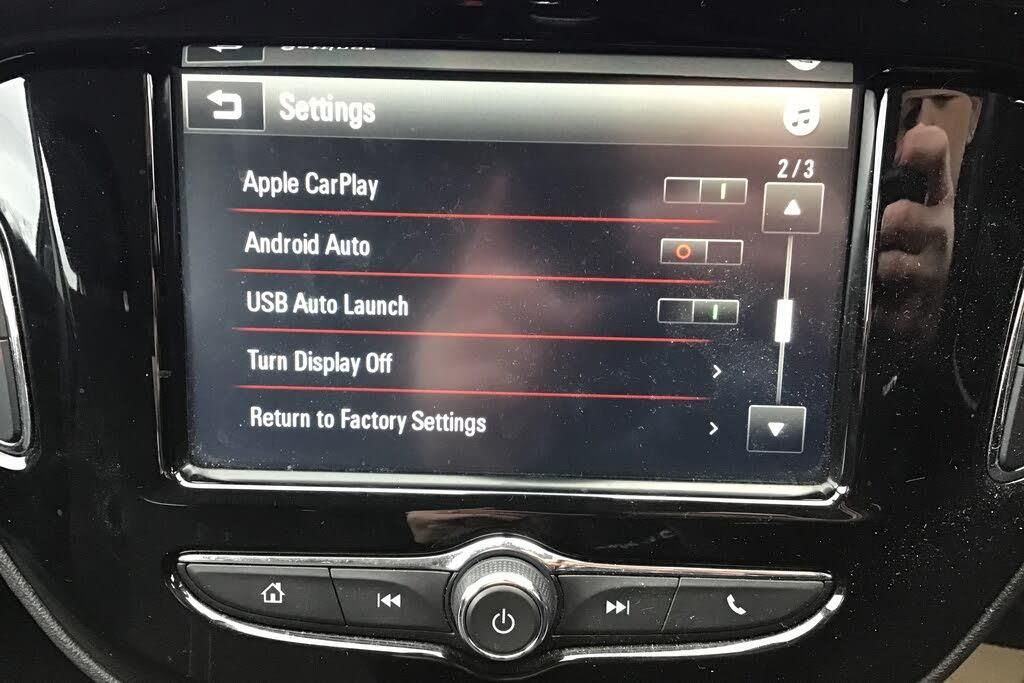 Settings
2/3
Apple CarPlay
Android Auto
USB Auto Launch
Turn Display Off
Return to Factory Settings